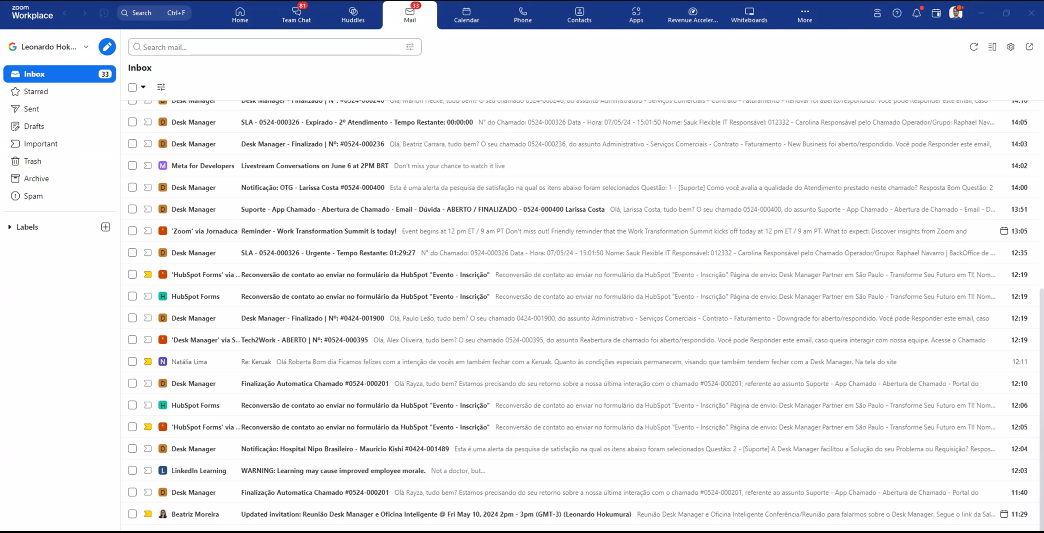 zoom
Workplace
Search Ctrl+F
Home
Team Chat
81
Huddles
Mail
33
Calendar
Phone
Contacts
Apps
Revenue Acceler...
Whiteboards
More
Leonardo Hok...
Search mail...
Inbox 33
Starred
Sent
Drafts
Important
Trash
Archive
Spam
Labels
Inbox
Desk Manager Desk Manager - Finalizado | Nº: #0524-000240 Olá, 14:10
Desk Manager SLA - 0524-000326 - Expirado - 2º Atendimento - Tempo Restante: 00:00:00 N° do Chamado: 0524-000326 Data - Hora: 07/05/24 - 15:01:50 Nome: Sauk Flexible IT Responsável: 012332 - Carolina Responsável pelo Chamado Operador/Grupo: Raphael Nav... 14:05
Desk Manager Desk Manager - Finalizado | Nº: #0524-000236 Olá, Beatriz Carrara, tudo bem? O seu chamado 0524-000236, do assunto Administrativo - Serviços Comerciais - Contrato - Faturamento - New Business foi aberto/respondido. Você pode Responder este email, 14:03
Meta for Developers Livestream Conversations on June 6 at 2PM BRT Don't miss your chance to watch it live 14:02
Desk Manager Notificação: OTG - Larissa Costa #0524-000400 Esta é uma alerta da pesquisa de satisfação na qual os itens abaixo foram selecionados Questão: 1 - [Suporte] Como você avalia a qualidade do Atendimento prestado neste chamado? Resposta Bom Questão: 2 14:00
Desk Manager Suporte - App Chamado - Abertura de Chamado - Email - Dúvida - ABERTO / FINALIZADO - 0524-000400 Larissa Costa Olá, Larissa Costa, tudo bem? O seu chamado 0524-000400, do assunto Suporte - App Chamado - Abertura de Chamado - Email - D... 13:51
'Zoom' via Jornaduca Reminder - Work Transformation Summit is today! Event begins at 12 pm ET / 9 am PT Don't miss out! Friendly reminder that the Work Transformation Summit kicks off today at 12 pm ET / 9 am PT. What to expect: Discover insights from Zoom and 13:05
Desk Manager SLA - 0524-000326 - Urgente - Tempo Restante: 01:29:27 N° do Chamado: 0524-000326 Data - Hora: 07/05/24 - 15:01:50 Nome: Sauk Flexible IT Responsável: 012332 - Carolina Responsável pelo Chamado Operador/Grupo: Raphael Navarro | BackOffice de ... 12:35
'HubSpot Forms' via ... Reconversão de contato ao enviar no formulário da HubSpot "Evento - Inscrição" Reconversão de contato ao enviar no formulário da HubSpot "Evento - Inscrição" Página de envio: Desk Manager Partner em São Paulo - Transforme Seu Futuro em TI! Nom... 12:19
HubSpot Forms Reconversão de contato ao enviar no formulário da HubSpot "Evento - Inscrição" Reconversão de contato ao enviar no formulário da HubSpot "Evento - Inscrição" Página de envio: Desk Manager Partner em São Paulo - Transforme Seu Futuro em TI! Nom... 12:19
Desk Manager Desk Manager - Finalizado | Nº: #0424-001900 Olá, Paulo Leão, tudo bem? O seu chamado 0424-001900, do assunto Administrativo - Serviços Comerciais - Contrato - Faturamento - Downgrade foi aberto/respondido. Você pode Responder este email, caso 12:19
'Desk Manager' via S... Tech2Work - ABERTO | Nº: #0524-000395 Olá, Alex Oliveira, tudo bem? O seu chamado 0524-000395, do assunto Reabertura de chamado foi aberto/respondido. Você pode Responder este email, caso queira interagir com nossa equipe. Acesse o Chamado 12:19
Natália Lima Re: Keruak Olá Roberta Bom dia Ficamos felizes com a intenção de vocês em também fechar com a Keruak. Quanto às condições especiais permanecem, visando que também tendem fechar com a Desk Manager. Na tela do site 12:11
Desk Manager Finalização Automatica Chamado #0524-000201 Olá Rayza, tudo bem? Estamos precisando do seu retorno sobre a nossa última interação com o chamado #0524-000201, referente ao assunto Suporte - App Chamado - Abertura de Chamado - Portal do 12:10
HubSpot Forms Reconversão de contato ao enviar no formulário da HubSpot "Evento - Inscrição" Reconversão de contato ao enviar no formulário da HubSpot "Evento - Inscrição" Página de envio: Desk Manager Partner em São Paulo - Transforme Seu Futuro em TI! Nom... 12:06
'HubSpot Forms' via ... Reconversão de contato ao enviar no formulário da HubSpot "Evento - Inscrição" Reconversão de contato ao enviar no formulário da HubSpot "Evento - Inscrição" Página de envio: Desk Manager Partner em São Paulo - Transforme Seu Futuro em TI! Nom... 12:05
Desk Manager Notificação: Hospital Nipo Brasileiro - Mauricio Kishi #0424-001489 Esta é uma alerta da pesquisa de satisfação na qual os itens abaixo foram selecionados Questão: 2 - [Suporte] A Desk Manager facilitou a Solução do seu Problema ou Requisição? Respos... 12:04
LinkedIn Learning WARNING: Learning may cause improved employee morale. Not a doctor, but... 12:03
Desk Manager Finalização Automatica Chamado #0524-000201 Olá Rayza, tudo bem? Estamos precisando do seu retorno sobre a nossa última interação com o chamado #0524-000201, referente ao assunto Suporte - App Chamado - Abertura de Chamado - Portal do 11:40
Beatriz Moreira Updated invitation: Reunião Desk Manager e Oficina Inteligente @ Fri May 10, 2024 2pm - 3pm (GMT-3) (Leonardo Hokumura) Reunião Desk Manager e Oficina Inteligente Conferência/Reunião para falarmos sobre o Desk Manager. Segue o link da Sal... 11:29